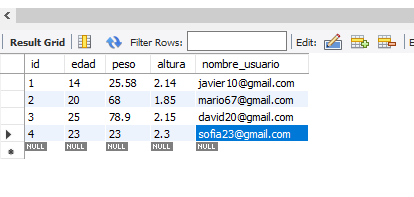 Result Grid Filter Rows: Edit:
id edad peso altura nombre_usuario
1 14 25.58 2.14 javier10@gmail.com
2 20 68 1.85 mario67@gmail.com
3 25 78.9 2.15 david20@gmail.com
4 23 23 2.3 sofia23@gmail.com
NULL NULL NULL NULL NULL